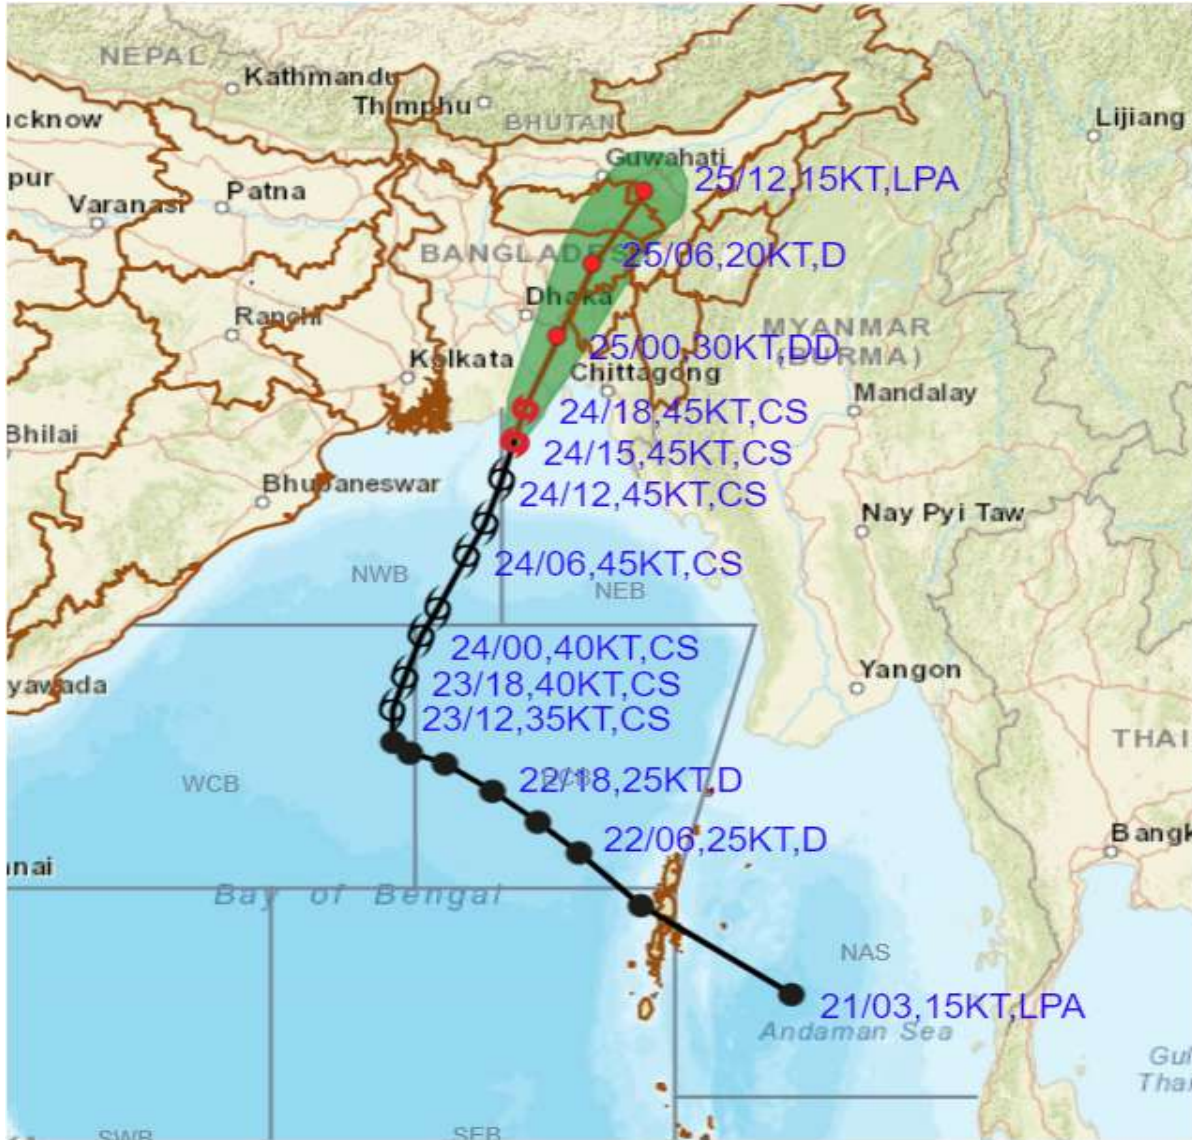 NEPAL
Kathmandu
Thimphu
BHUTAN
Lijiang
cknow
pur
Varanasi
Patna
Guwahati
25/12,15KT,LPA
BANGLADES
25/06,20KT,D
Dhaka
Ranchi
MYANMAR
(BURMA)
25/00,30KT,DD
Kolkata
Chittagong
Mandalay
24/18,45KT,CS
Bhilai
24/15,45KT,CS
Bhubaneswar
24/12,45KT,CS
Nay Pyi Taw
NWB
24/06,45KT,CS
NEB
24/00,40KT,CS
Yangon
yawada
23/18,40KT,CS
23/12,35KT,CS
THAI
WCB
ECB
22/18,25KT,D
22/06,25KT,D
Bangk
nnai
Bay of Bengal
NAS
21/03,15KT,LPA
Andaman Sea
Gul
Thai
SWB
SEB